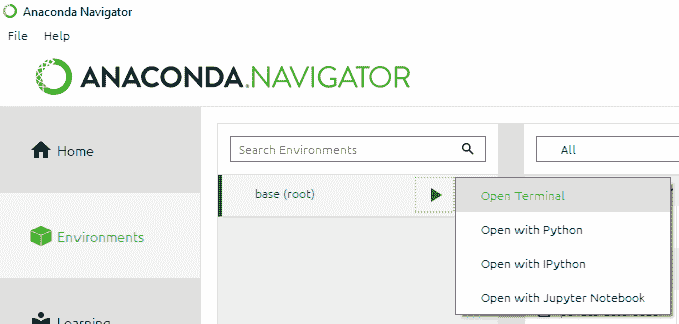 Anaconda Navigator
File Help
ANACONDA.NAVIGATOR
Home
Search Environments
All
base (root)
Open Terminal
Environments
Open with Python
Open with IPython
Open with Jupyter Notebook
Learning